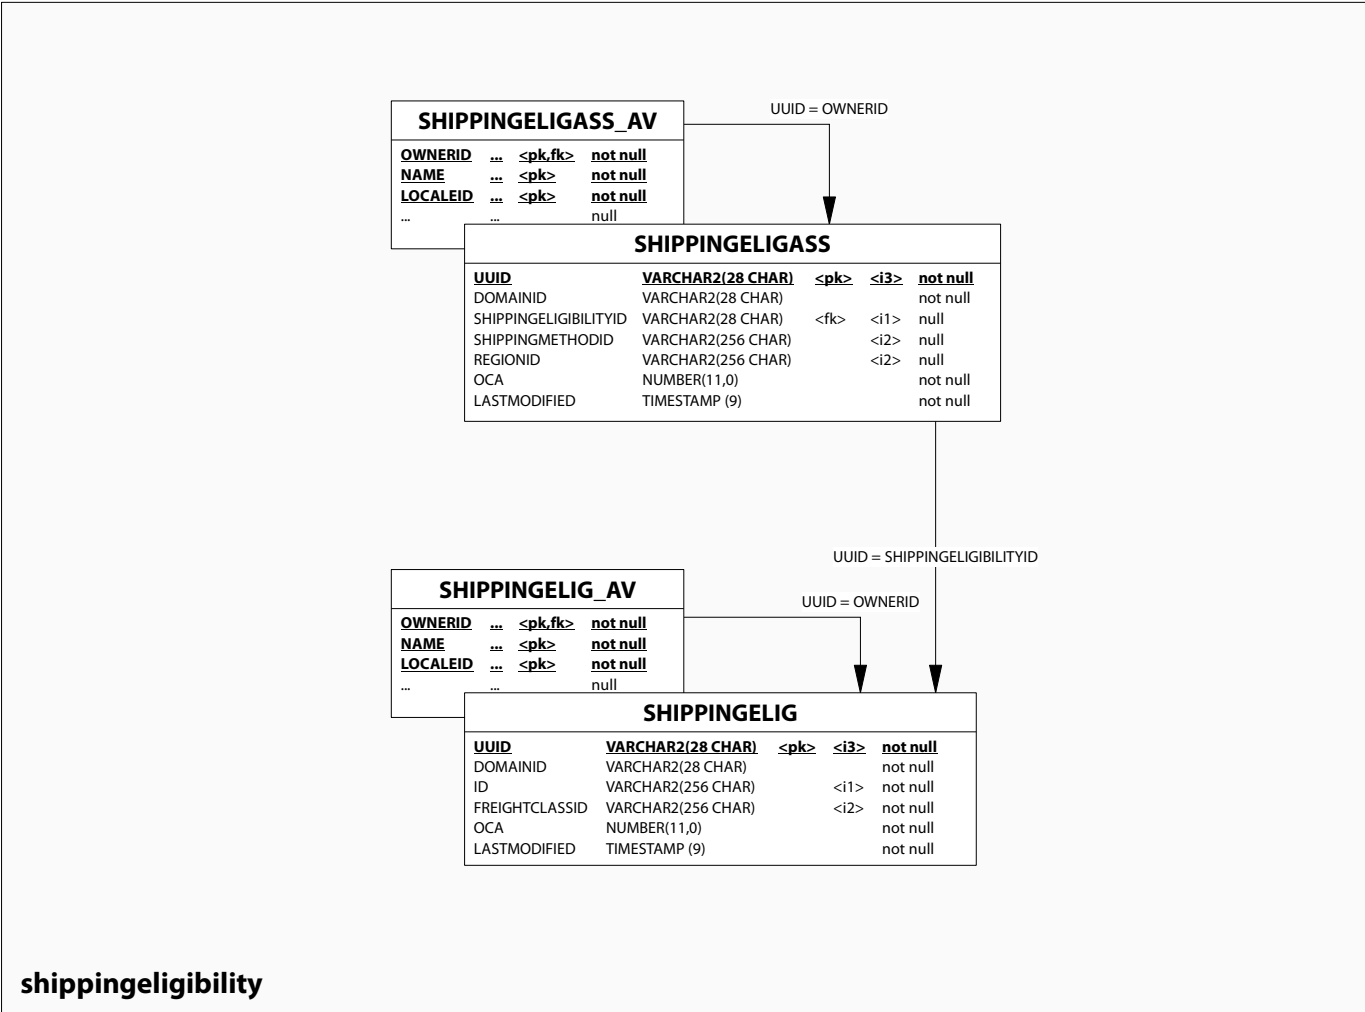 UUID = OWNERID
SHIPPINGELIGASS_AV
OWNERID ... <pk,fk> not null
NAME ... <pk> not null
LOCALEID ... <pk> not null
... ... null
SHIPPINGELIGASS
UUID VARCHAR2(28 CHAR) <pk> <i3> not null
DOMAINID VARCHAR2(28 CHAR) not null
SHIPPINGELIGIBILITYID VARCHAR2(28 CHAR) <fk> <i1> null
SHIPPINGMETHODID VARCHAR2(256 CHAR) <i2> null
REGIONID VARCHAR2(256 CHAR) <i2> null
OCA NUMBER(11,0) not null
LASTMODIFIED TIMESTAMP (9) not null
UUID = SHIPPINGELIGIBILITYID
SHIPPINGELIG_AV
UUID = OWNERID
OWNERID ... <pk,fk> not null
NAME ... <pk> not null
LOCALEID ... <pk> not null
... ... null
SHIPPINGELIG
UUID VARCHAR2(28 CHAR) <pk> <i3> not null
DOMAINID VARCHAR2(28 CHAR) not null
ID VARCHAR2(256 CHAR) <i1> not null
FREIGHTCLASSID VARCHAR2(256 CHAR) <i2> not null
OCA NUMBER(11,0) not null
LASTMODIFIED TIMESTAMP (9) not null
shippingeligibility